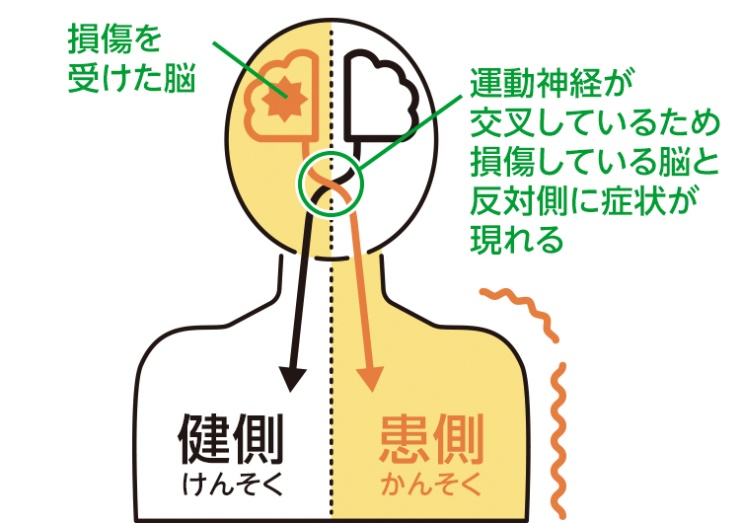 損傷を
受けた脳
運動神経が
交叉しているため
損傷している脳と
反対側に症状が
現れる
健側
けんそく
患側
かんそく